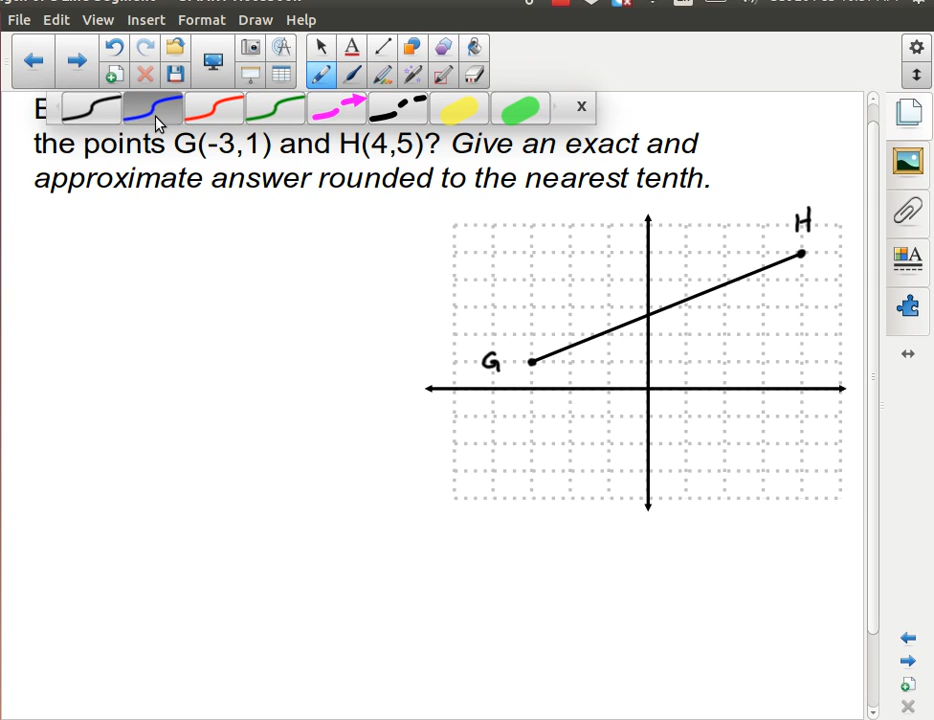 File Edit View Insert Format Draw Help
the points G(-3,1) and H(4,5)? Give an exact and
approximate answer rounded to the nearest tenth.
H
G